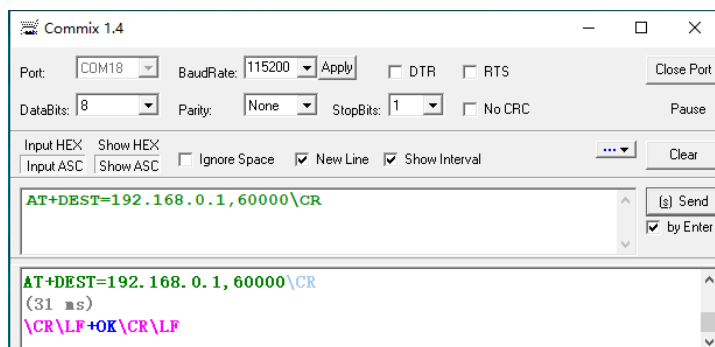 Commix 1.4
Port: COM18 BaudRate: 115200 Apply DTR RTS Close Port
DataBits: 8 Parity: None StopBits: 1 No CRC Pause
Input HEX Show HEX
Input ASC Show ASC Ignore Space New Line Show Interval ... Clear
AT+DEST=192.168.0.1,60000\CR
(s) Send
by Enter
AT+DEST=192.168.0.1,60000\CR
(31 ms)
\CR\LF+OK\CR\LF